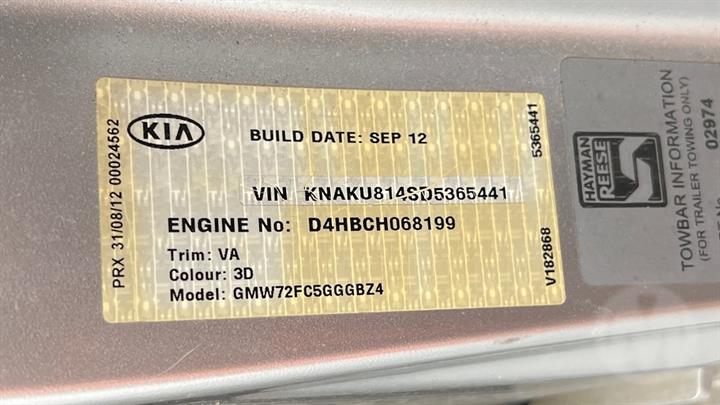 KIA
BUILD DATE: SEP 12
VIN KNAKU814SD5365441
ENGINE No: D4HBCH068199
Trim: VA
Colour: 3D
Model: GMW72FC5GGGBZ4
PRX 31/08/12 00024562
5365441
V182868
HAYMAN
REESE
TOWBAR INFORMATION
(FOR TRAILER TOWING ONLY)
02974